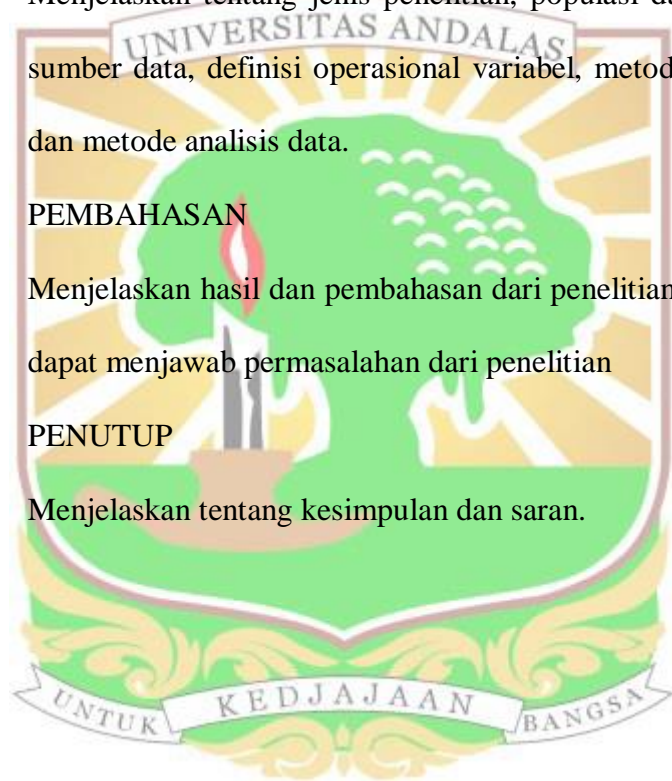 Menjelaskan tentang jenis penelitian, populasi da
UNIVERSITAS ANDALAS
sumber data, definisi operasional variabel, metod
dan metode analisis data.
PEMBAHASAN
Menjelaskan hasil dan pembahasan dari penelitian
dapat menjawab permasalahan dari penelitian
PENUTUP
Menjelaskan tentang kesimpulan dan saran.
UNTUK KEDJAJAAN BANGSA